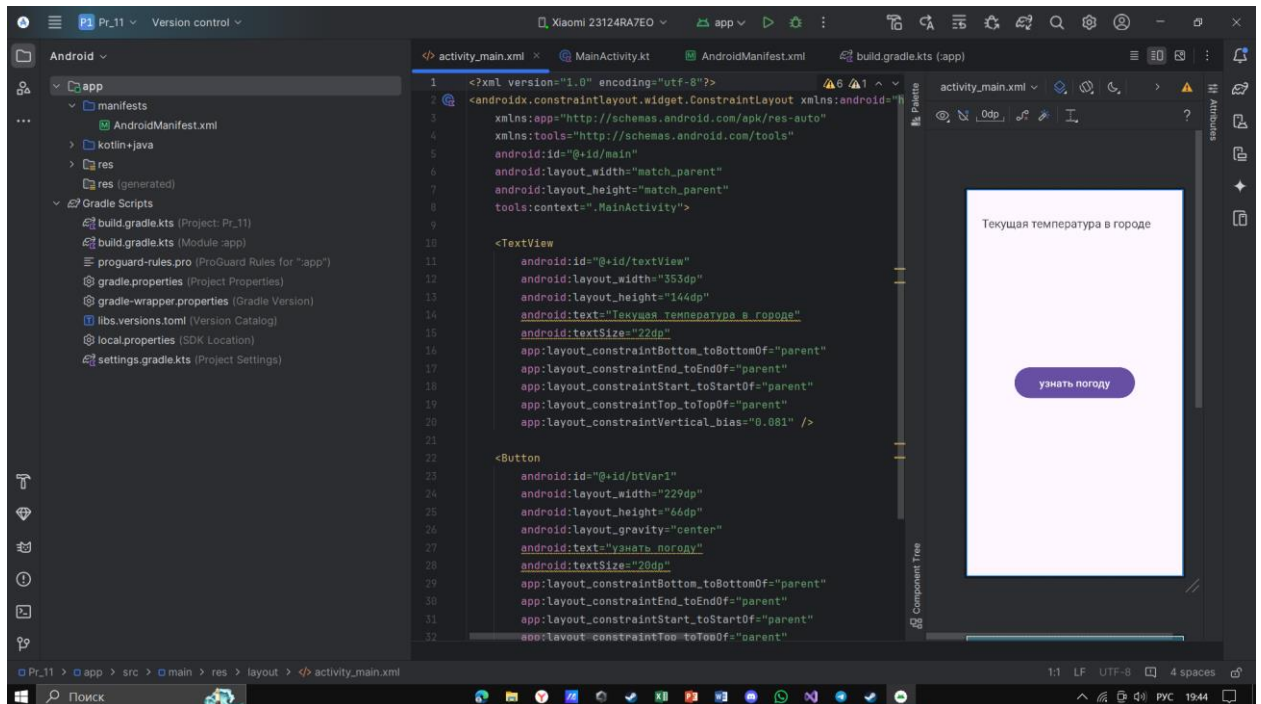 P1 Pr_11 Version control Xiaomi 23124RA7EO app
Android
activity_main.xml MainActivity.kt AndroidManifest.xml build.gradle.kts (:app)
app
manifests
AndroidManifest.xml
kotlin+java
res
res (generated)
Gradle Scripts
build.gradle.kts (Project: Pr_11)
build.gradle.kts (Module :app)
proguard-rules.pro (ProGuard Rules for ":app")
gradle.properties (Project Properties)
gradle-wrapper.properties (Gradle Version)
libs.versions.toml (Version Catalog)
local.properties (SDK Location)
settings.gradle.kts (Project Settings)
6 1
1 <?xml version="1.0" encoding="utf-8"?>
2 <androidx.constraintlayout.widget.ConstraintLayout xmlns:android="h
3 xmlns:app="http://schemas.android.com/apk/res-auto"
4 xmlns:tools="http://schemas.android.com/tools"
5 android:id="@+id/main"
6 android:layout_width="match_parent"
7 android:layout_height="match_parent"
8 tools:context=".MainActivity">
9
10 <TextView
11 android:id="@+id/textView"
12 android:layout_width="353dp"
13 android:layout_height="144dp"
14 android:text="Текущая температура в городе"
15 android:textSize="22dp"
16 app:layout_constraintBottom_toBottomOf="parent"
17 app:layout_constraintEnd_toEndOf="parent"
18 app:layout_constraintStart_toStartOf="parent"
19 app:layout_constraintTop_toTopOf="parent"
20 app:layout_constraintVertical_bias="0.081" />
21
22 <Button
23 android:id="@+id/btVar1"
24 android:layout_width="229dp"
25 android:layout_height="66dp"
26 android:layout_gravity="center"
27 android:text="узнать погоду"
28 android:textSize="20dp"
29 app:layout_constraintBottom_toBottomOf="parent"
30 app:layout_constraintEnd_toEndOf="parent"
31 app:layout_constraintStart_toStartOf="parent"
32 app:layout_constraintTop_toTopOf="parent"
Palette
Component Tree
activity_main.xml
0dp
Текущая температура в городе
узнать погоду
Attributes
Pr_11 > app > src > main > res > layout > activity_main.xml
1:1 LF UTF-8 4 spaces
Поиск
РУС 19:44